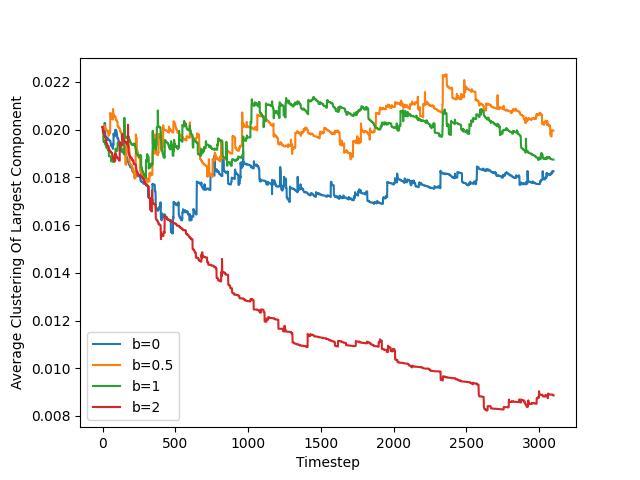 Average Clustering Of Largest Component
0.022
0.020
0.018
0.016
0.014
0.012
0.010
0.008
b=0
b=0.5
b=1
b=2
0 500 1000 1500 2000 2500 3000
Timestep